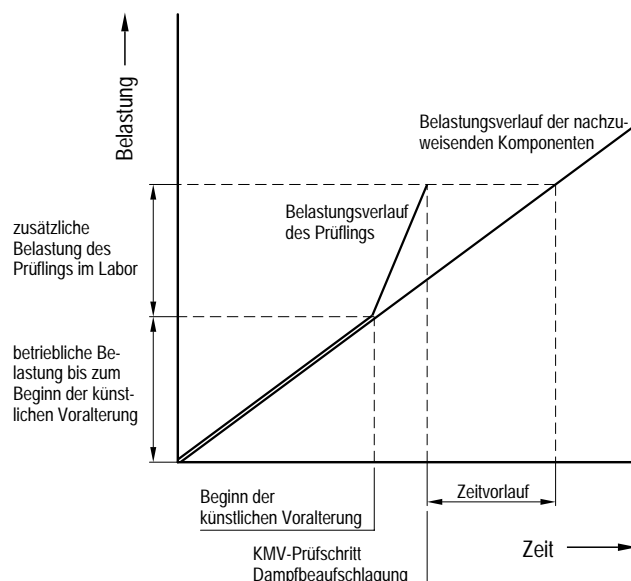 Belastung
Belastungsverlauf der nachzu-
weisenden Komponenten
Belastungsverlauf
des Prüflings
zusätzliche
Belastung des
Prüflings im Labor
betriebliche Be-
lastung bis zum
Beginn der künst-
lichen Voralterung
Beginn der
künstlichen Voralterung
Zeitvorlauf
KMV-Prüfschritt
Dampfbeaufschlagung
Zeit